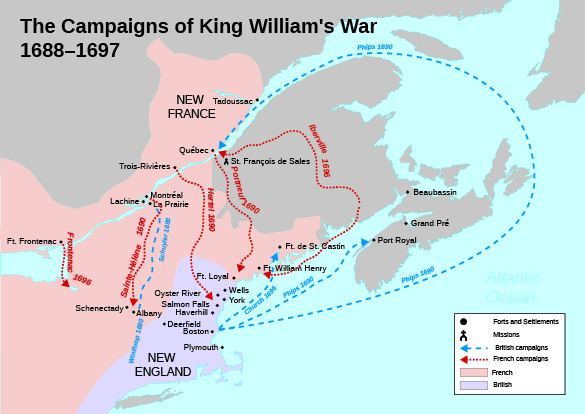 The Campaigns of King William's War
1688–1697
Phips 1690
NEW
FRANCE
Tadoussac
Québec
Iberville 1696
St. François de Sales
Trois-Rivières
Portneuf 1690
Montréal
Lachine
La Prairie
Hertel 1690
Beaubassin
Sainte-Hélène 1690
Schuyler 1690
Grand Pré
Ft. Frontenac
Frontenac 1696
Ft. de St. Castin
Port Royal
Ft. William Henry
Ft. Loyal
Phips 1690
Atlantic
Ocean
Wells
Oyster River
York
Church 1696
Phips 1690
Salmon Falls
Schenectady
Albany
Haverhill
Winthrop 1690
Deerfield
Boston
Plymouth
NEW
ENGLAND
Forts and Settlements
Missions
British campaigns
French campaigns
French
British